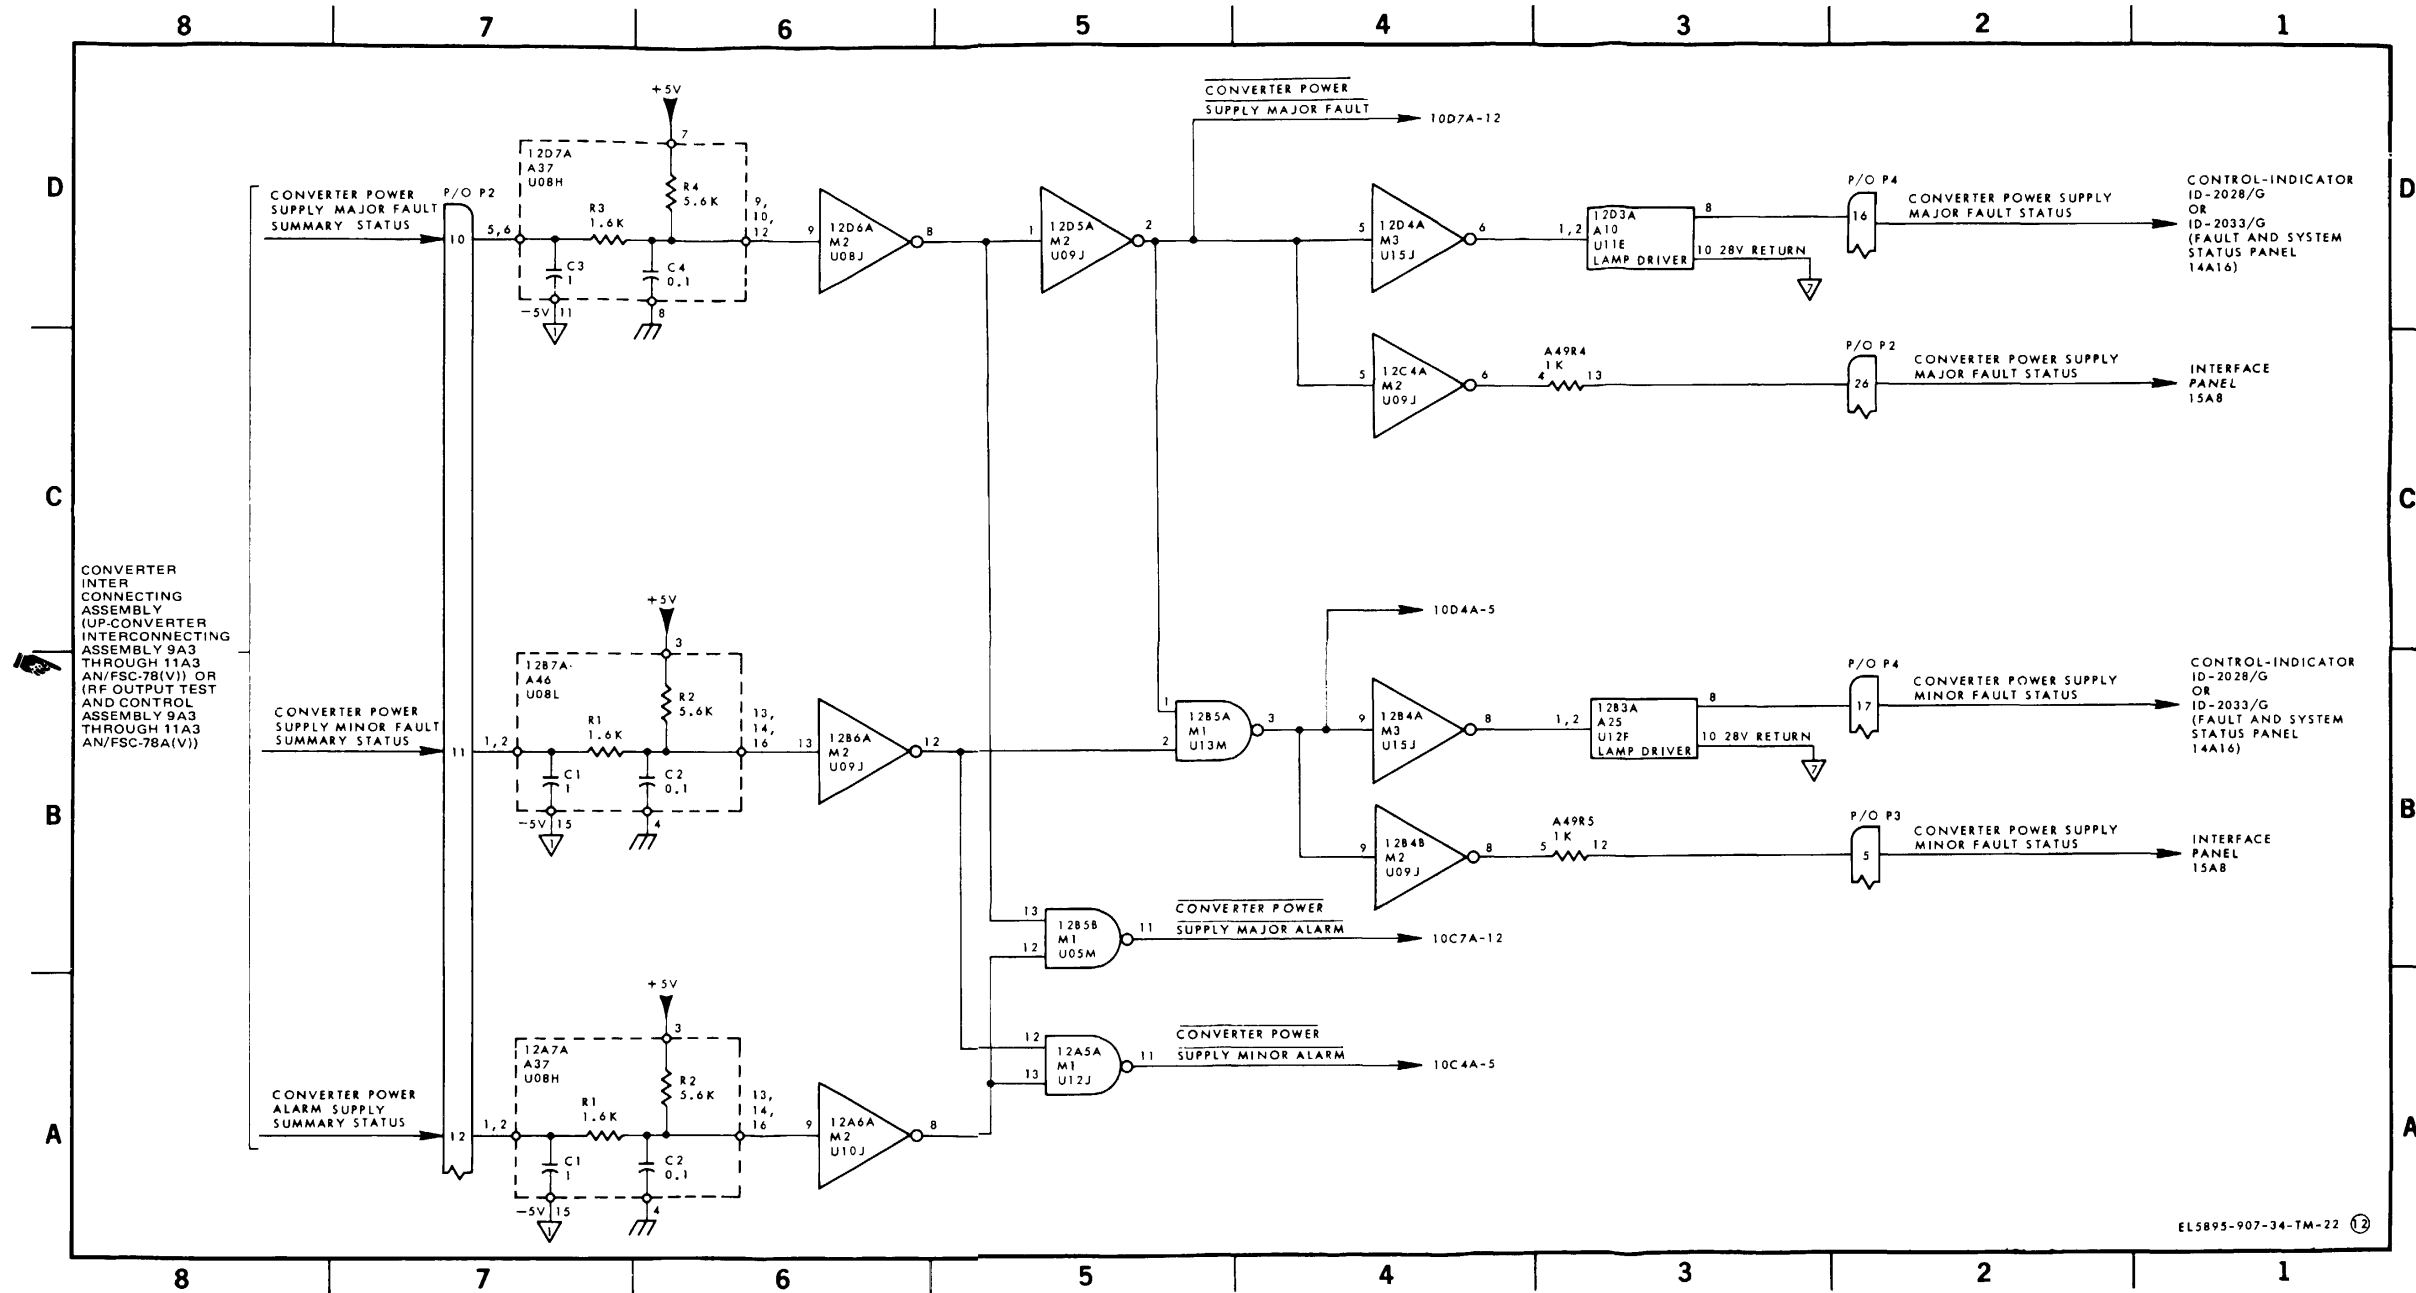 8 7 6 5 4 3 2 1
D
C
B
A
D
C
B
A
CONVERTER
INTER
CONNECTING
ASSEMBLY
(UP-CONVERTER
INTERCONNECTING
ASSEMBLY 9A3
THROUGH 11A3
AN/FSC-78(V)) OR
(RF OUTPUT TEST
AND CONTROL
ASSEMBLY 9A3
THROUGH 11A3
AN/FSC-78A(V))
CONVERTER POWER
SUPPLY MAJOR FAULT
SUMMARY STATUS
P/O P2
10
5,6
+5V
7
12D7A
A37
U08H
R3
1.6K
R4
5.6K
C3
1
C4
0.1
-5V 11
1
8
9,
10,
12
9
12D6A
M2
U08J
8
1
12D5A
M2
U09J
2
CONVERTER POWER
SUPPLY MAJOR FAULT
10D7A-12
5
12D4A
M3
U15J
6
1,2
12D3A
A10
U11E
LAMP DRIVER
8
10 28V RETURN
7
P/O P4
16
CONVERTER POWER SUPPLY
MAJOR FAULT STATUS
CONTROL-INDICATOR
ID-2028/G
OR
ID-2033/G
(FAULT AND SYSTEM
STATUS PANEL
14A16)
5
12C4A
M2
U09J
6
A49R4
1K
4
13
P/O P2
26
CONVERTER POWER SUPPLY
MAJOR FAULT STATUS
INTERFACE
PANEL
15A8
CONVERTER POWER
SUPPLY MINOR FAULT
SUMMARY STATUS
11
1,2
+5V
3
12B7A
A46
U08L
R1
1.6K
R2
5.6K
C1
1
C2
0.1
-5V 15
1
4
13,
14,
16
13
12B6A
M2
U09J
12
1
2
12B5A
M1
U13M
3
10D4A-5
9
12B4A
M3
U15J
8
1,2
12B3A
A25
U12F
LAMP DRIVER
8
10 28V RETURN
7
P/O P4
17
CONVERTER POWER SUPPLY
MINOR FAULT STATUS
CONTROL-INDICATOR
ID-2028/G
OR
ID-2033/G
(FAULT AND SYSTEM
STATUS PANEL
14A16)
9
12B4B
M2
U09J
8
A49R5
1K
5
12
P/O P3
5
CONVERTER POWER SUPPLY
MINOR FAULT STATUS
INTERFACE
PANEL
15A8
13
12
12B5B
M1
U05M
11
CONVERTER POWER
SUPPLY MAJOR ALARM
10C7A-12
12
13
12A5A
M1
U12J
11
CONVERTER POWER
SUPPLY MINOR ALARM
10C4A-5
CONVERTER POWER
ALARM SUPPLY
SUMMARY STATUS
12
1,2
+5V
3
12A7A
A37
U08H
R1
1.6K
R2
5.6K
C1
1
C2
0.1
-5V 15
1
4
13,
14,
16
9
12A6A
M2
U10J
8
EL5895-907-34-TM-22 12
8 7 6 5 4 3 2 1